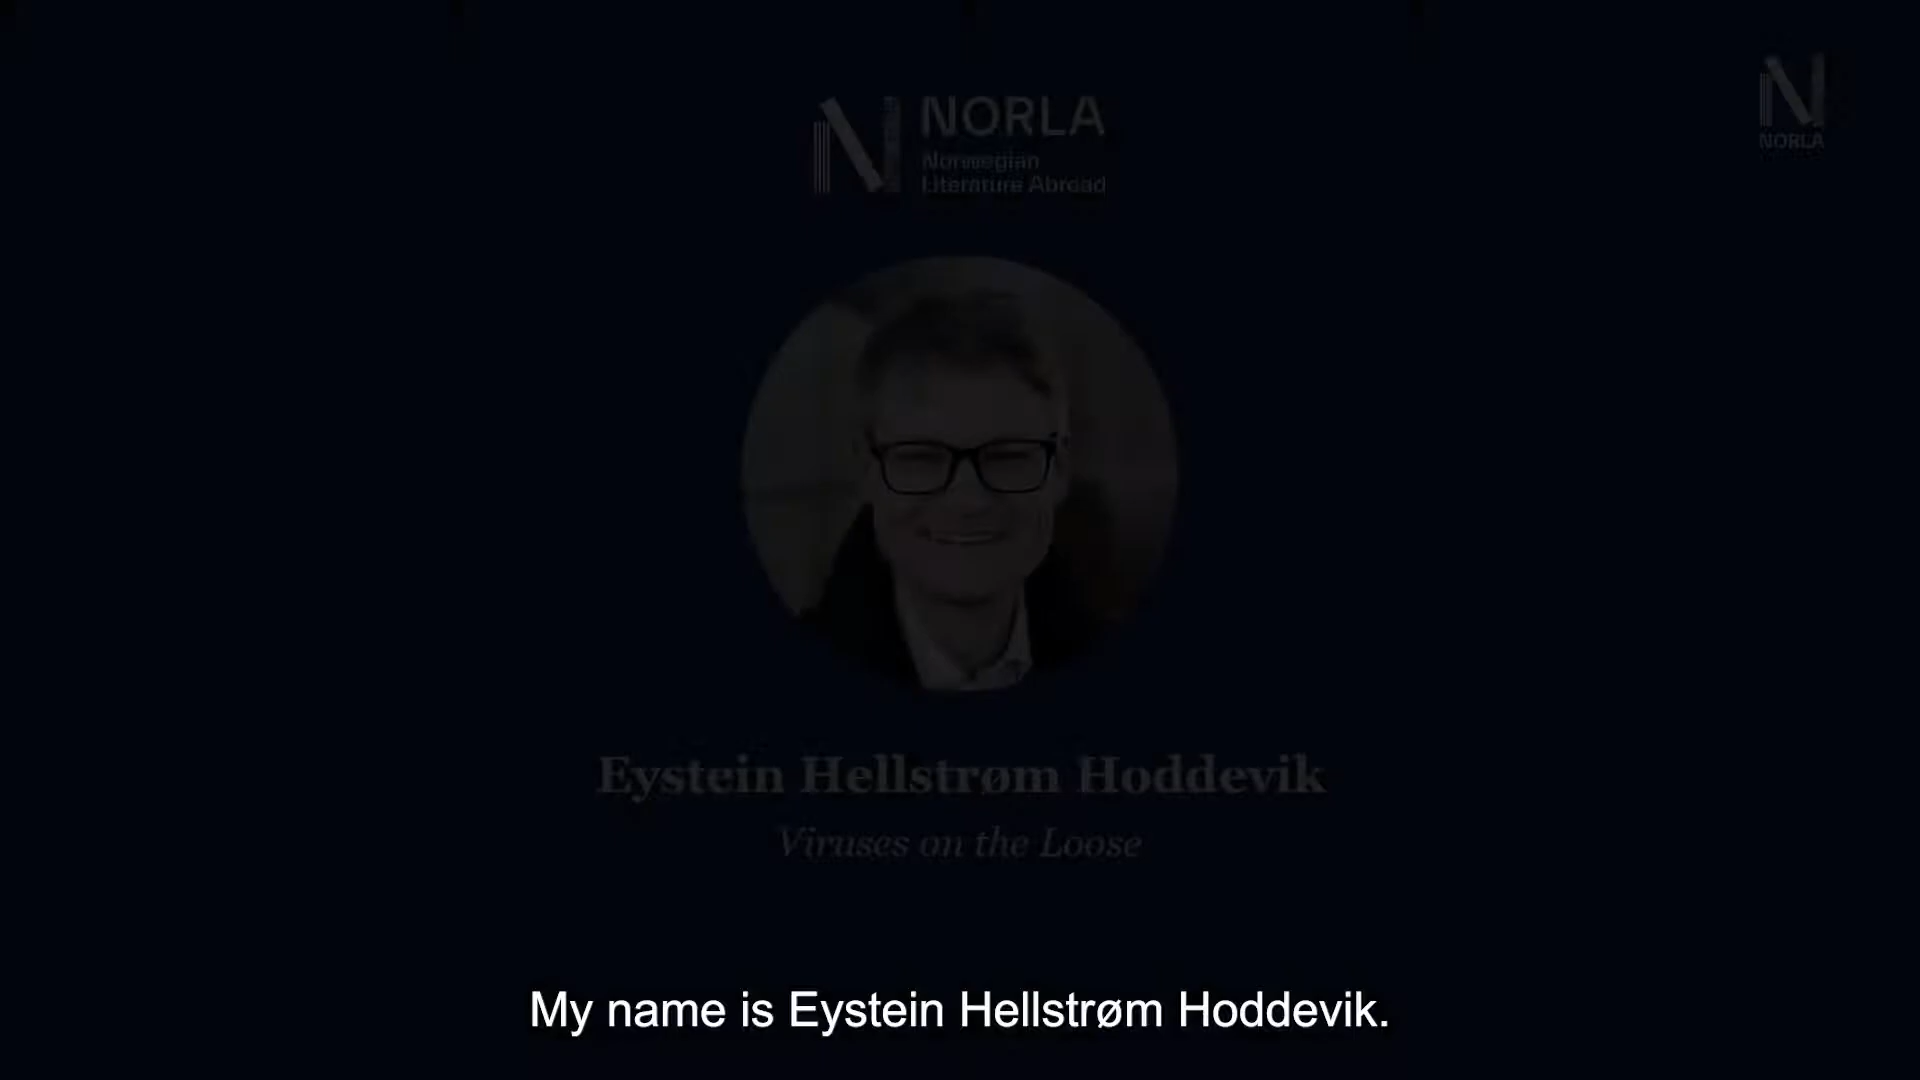 NORLA
Norwegian
Literature Abroad
NORLA
Eystein Hellstrøm Hoddevik
Viruses on the Loose
My name is Eystein Hellstrøm Hoddevik.